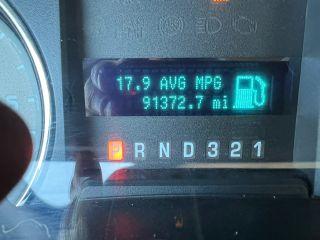 17.9 AVG MPG
91372.7 mi
P R N D 3 2 1